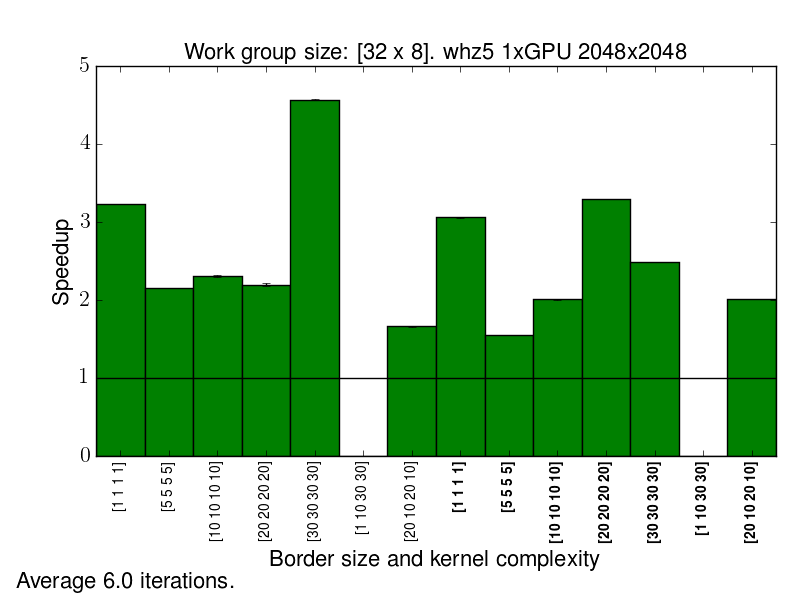 Work group size: [32 x 8]. whz5 1xGPU 2048x2048
5
4
3
2
1
0
Speedup
[1 1 1 1]
[5 5 5 5]
[10 10 10 10]
[20 20 20 20]
[30 30 30 30]
[1 10 30 30]
[20 10 20 10]
[1 1 1 1]
[5 5 5 5]
[10 10 10 10]
[20 20 20 20]
[30 30 30 30]
[1 10 30 30]
[20 10 20 10]
Border size and kernel complexity
Average 6.0 iterations.